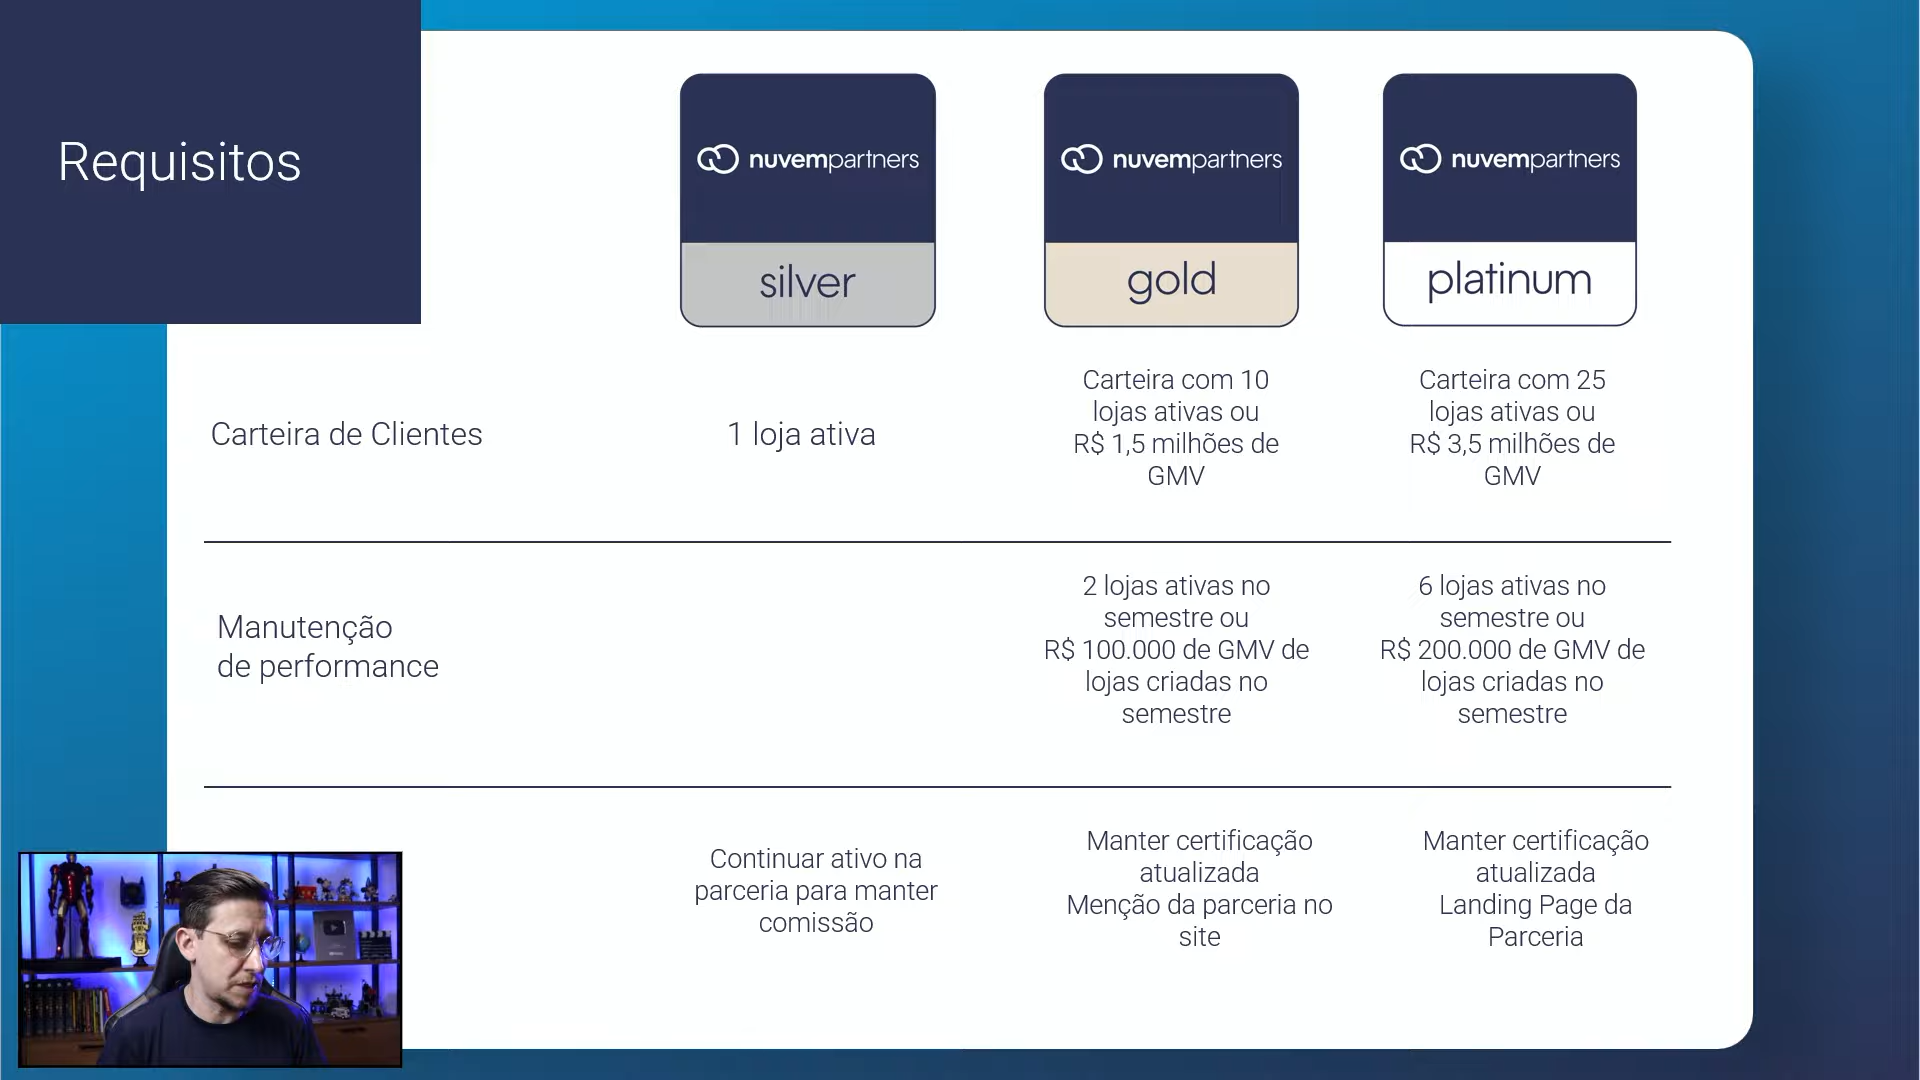 Requisitos
nuvempartners
silver
nuvempartners
gold
nuvempartners
platinum
Carteira de Clientes
1 loja ativa
Carteira com 10
lojas ativas ou
R$ 1,5 milhões de
GMV
Carteira com 25
lojas ativas ou
R$ 3,5 milhões de
GMV
Manutenção
de performance
2 lojas ativas no
semestre ou
R$ 100.000 de GMV de
lojas criadas no
semestre
6 lojas ativas no
semestre ou
R$ 200.000 de GMV de
lojas criadas no
semestre
Continuar ativo na
parceria para manter
comissão
Manter certificação
atualizada
Menção da parceria no
site
Manter certificação
atualizada
Landing Page da
Parceria